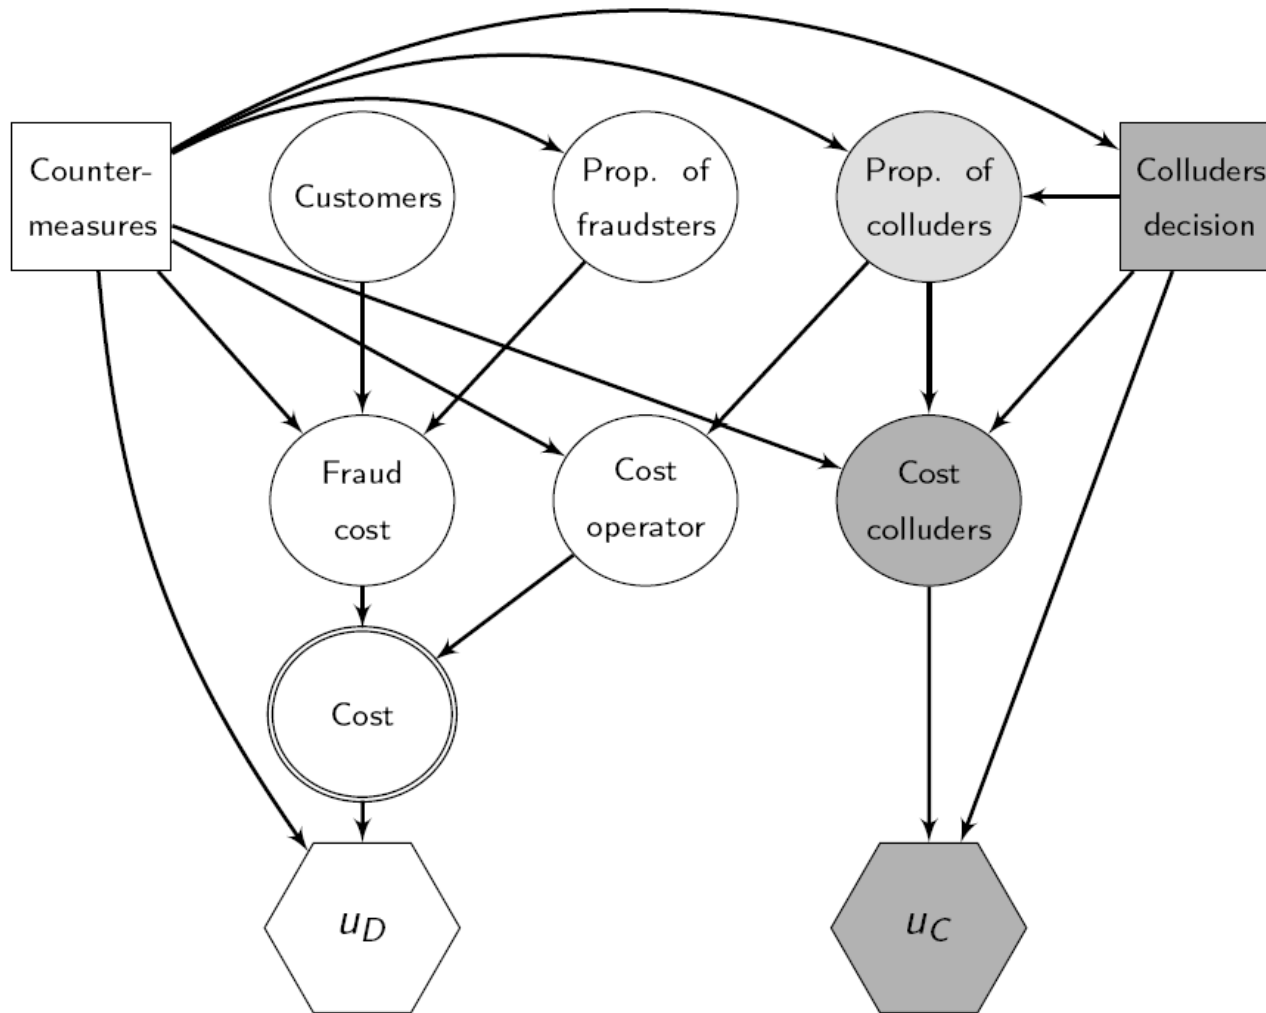 Counter-
measures
Customers
Prop. of
fraudsters
Prop. of
colluders
Colluders
decision
Fraud
cost
Cost
operator
Cost
colluders
Cost
u_D
u_C